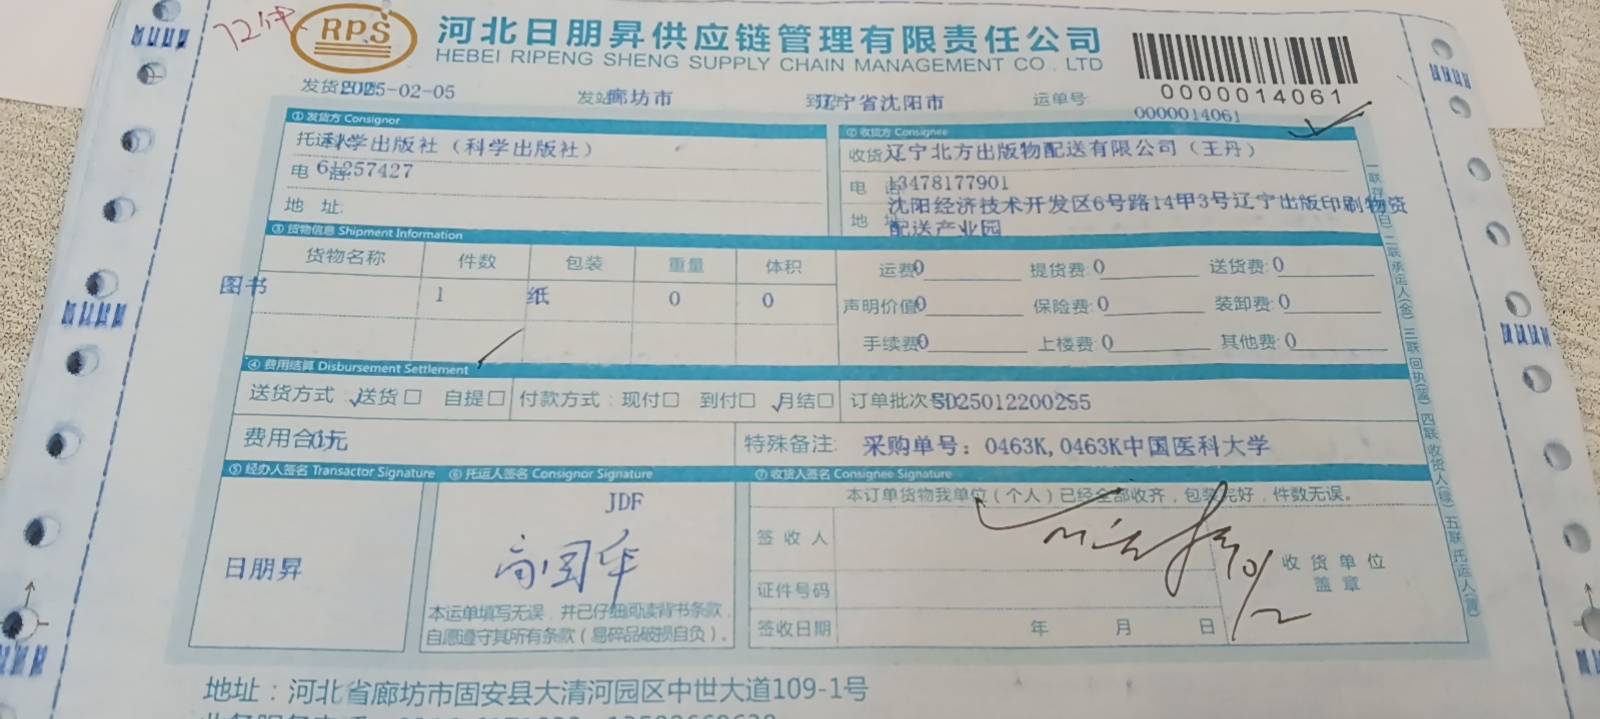 72件
RPS
河北日朋昇供应链管理有限责任公司
HEBEI RIPENG SHENG SUPPLY CHAIN MANAGEMENT CO., LTD
0000014061
发货 2025-02-05 发站 廊坊市 到 辽宁省沈阳市 运单号 0000014061
① 发货方 Consignor
托运 科学出版社（科学出版社）
电话 61257427
地 址:
② 收货方 Consignee
收货 辽宁北方出版物配送有限公司（王丹）
电 话 13478177901
地 址 沈阳经济技术开发区6号路14甲3号辽宁出版印刷物资
配送产业园
③ 货物信息 Shipment Information
货物名称 件数 包装 重量 体积
图书 1 纸 0 0
运费 0 提货费: 0 送货费: 0
声明价值 0 保险费: 0 装卸费: 0
手续费 0 上楼费: 0 其他费: 0
④ 费用结算 Disbursement Settlement
送货方式: 送货□ 自提□ 付款方式: 现付□ 到付□ 月结□ 订单批次号 SD25012200255
费用合计 0元 特殊备注: 采购单号: 0463K,0463K中国医科大学
⑤ 经办人签名 Transactor Signature
日朋昇
⑥ 托运人签名 Consignor Signature
JDF
高国华
本运单填写无误，并已仔细阅读背书条款，
自愿遵守其所有条款（易碎品破损自负）。
⑦ 收货人签名 Consignee Signature
本订单货物我单位（个人）已经全部收齐，包装完好，件数无误。
签 收 人
证件号码
签收日期 年 月 日
收 货 单 位
盖 章
地址：河北省廊坊市固安县大清河园区中世大道109-1号